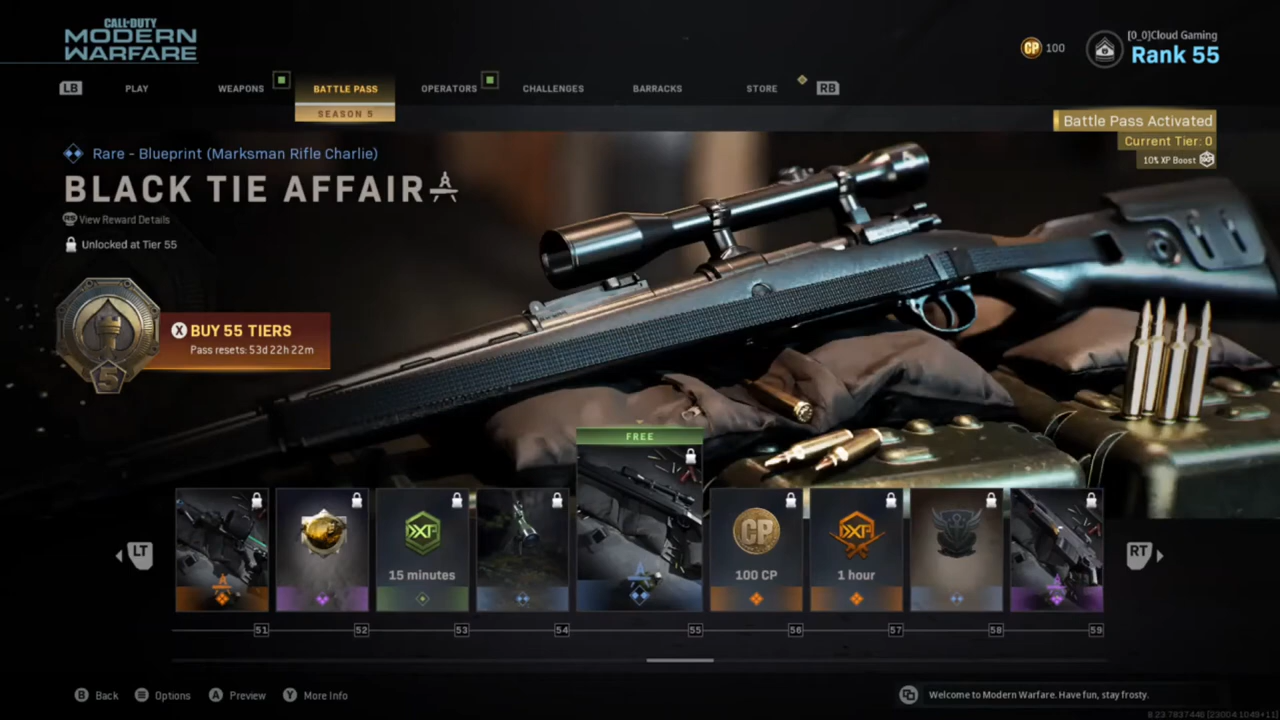 CALL OF DUTY
MODERN
WARFARE
CP 100
[0_0]Cloud Gaming
Rank 55
LB
PLAY
WEAPONS
BATTLE PASS
OPERATORS
CHALLENGES
BARRACKS
STORE
RB
SEASON 5
Battle Pass Activated
Current Tier: 0
10% XP Boost
Rare - Blueprint (Marksman Rifle Charlie)
BLACK TIE AFFAIR
RS View Reward Details
Unlocked at Tier 55
X BUY 55 TIERS
Pass resets: 53d 22h 22m
5
FREE
LT
15 minutes
CP
100 CP
1 hour
RT
51
52
53
54
55
56
57
58
59
B Back
Options
A Preview
Y More Info
Welcome to Modern Warfare. Have fun, stay frosty.